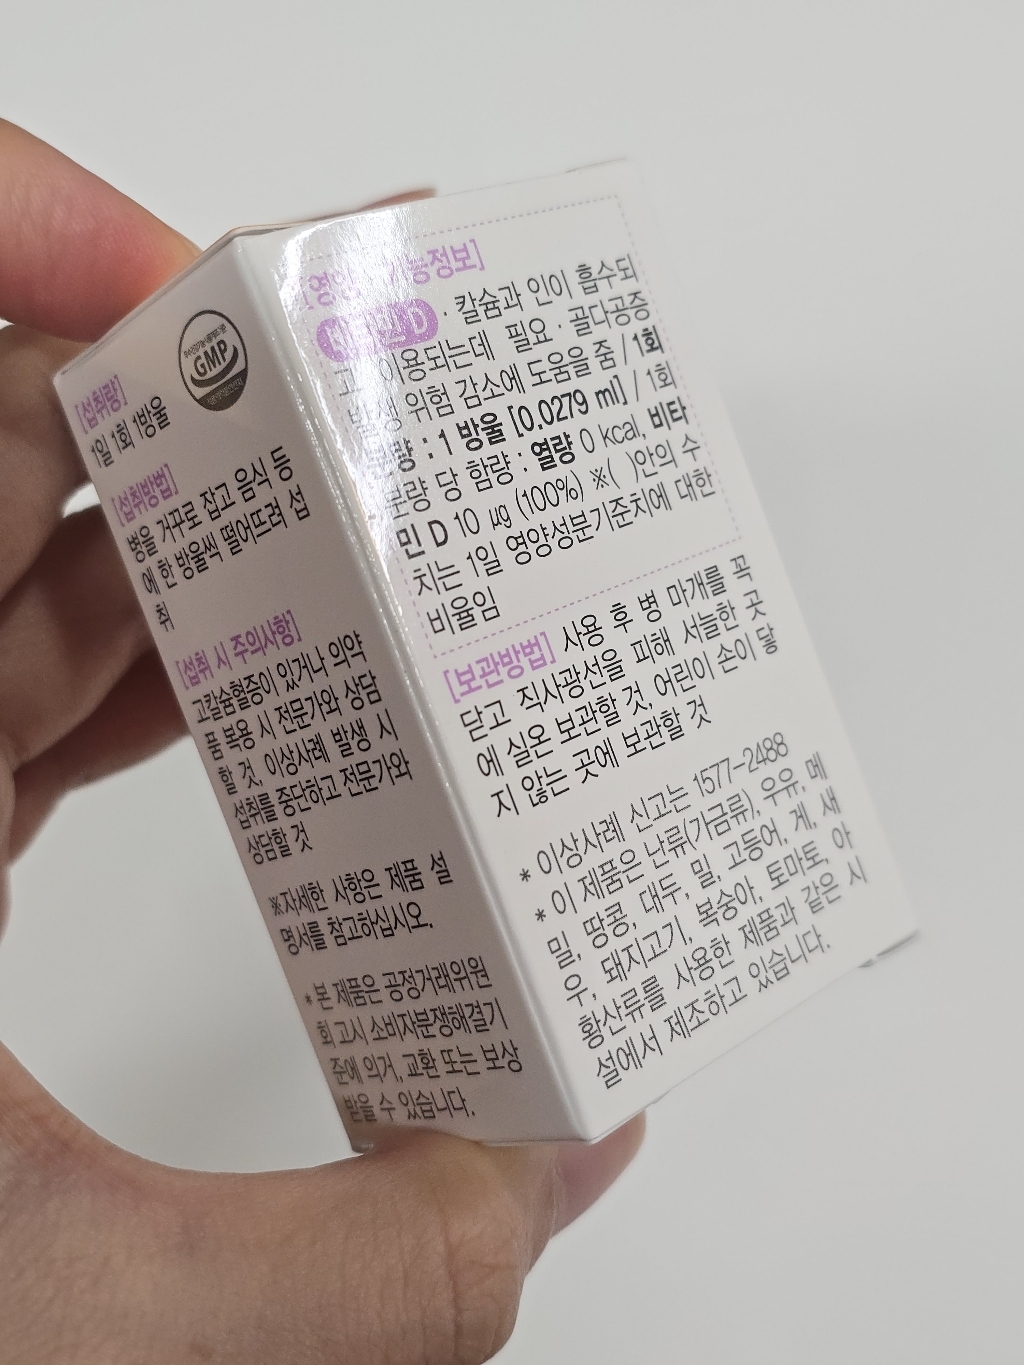 GMP
[섭취량]
1일 1회 1방울
[섭취방법]
병을 거꾸로 잡고 음식 등
에 한 방울씩 떨어뜨려 섭
취
[섭취 시 주의사항]
고칼슘혈증이 있거나 의약
품 복용 시 전문가와 상담
할 것, 이상사례 발생 시
섭취를 중단하고 전문가와
상담할 것
※자세한 사항은 제품 설
명서를 참고하십시오.
* 본 제품은 공정거래위원
회 고시 소비자분쟁해결기
준에 의거, 교환 또는 보상
받을 수 있습니다.
D · 칼슘과 인이 흡수되
이용되는데 필요 · 골다공증
위험 감소에 도움을 줌 / 1회
: 1 방울 [0.0279 ml] / 1회
분량 당 함량 : 열량 0 kcal, 비타
민 D 10 μg (100%) ※( )안의 수
치는 1일 영양성분기준치에 대한
비율임
[보관방법] 사용 후 병 마개를 꼭
닫고 직사광선을 피해 서늘한 곳
에 실온 보관할 것, 어린이 손이 닿
지 않는 곳에 보관할 것
* 이상사례 신고는 1577-2488
* 이 제품은 난류(가금류), 우유, 메
밀, 땅콩, 대두, 밀, 고등어, 게, 새
우, 돼지고기, 복숭아, 토마토, 아
황산류를 사용한 제품과 같은 시
설에서 제조하고 있습니다.